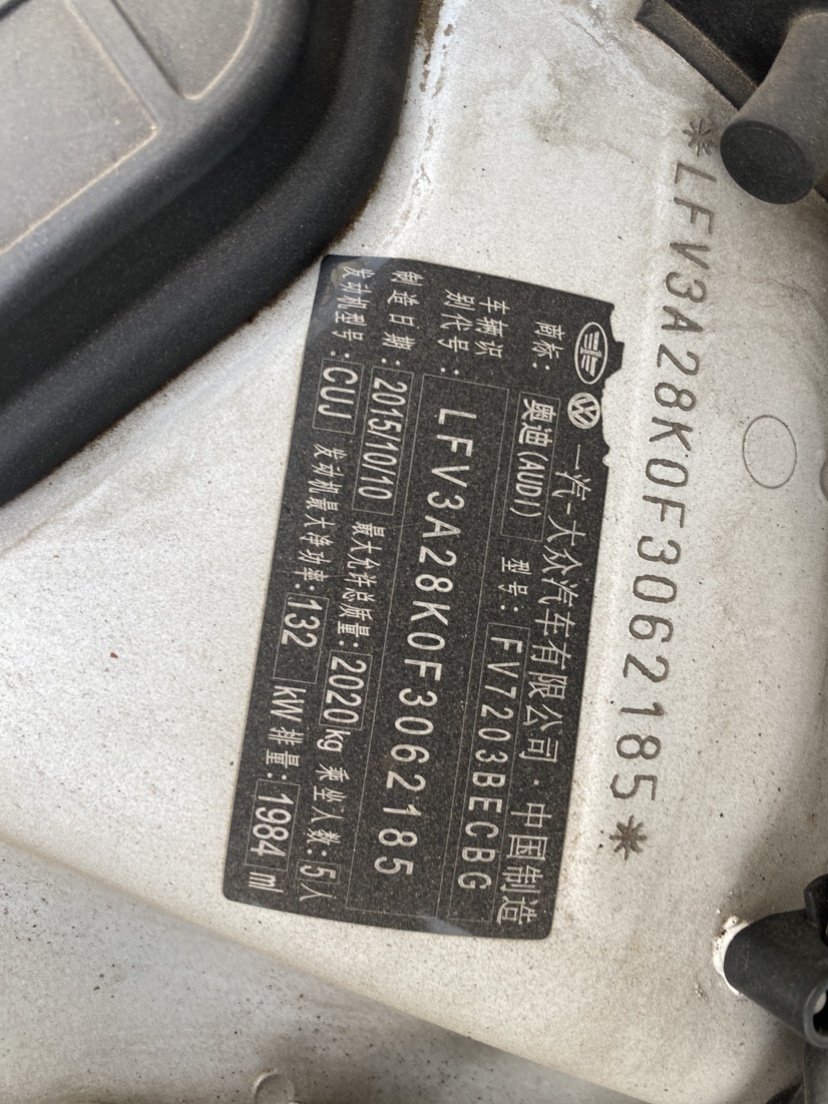 *LFV3A28K0F3062185*
一汽-大众汽车有限公司·中国制造
商标: 奥迪(AUDI) 型号: FV7203BECBG
车辆识别代号: LFV3A28K0F3062185
制造日期: 2015/10/10 最大允许总质量: 2020kg 乘坐人数: 5人
发动机型号: CUJ 发动机最大净功率: 132 kW 排量: 1984 ml